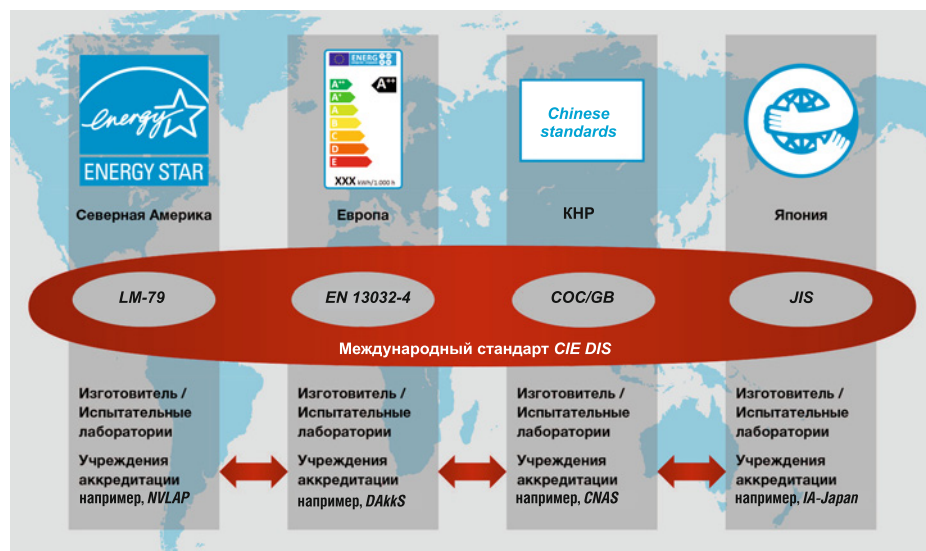 energy
ENERGY STAR
Северная Америка
ENERG
A++
A+
A
B
C
D
E
A++
XXX kWh/1.000 h
Европа
Chinese
standards
КНР
Япония
LM-79
EN 13032-4
COC/GB
JIS
Международный стандарт CIE DIS
Изготовитель /
Испытательные
лаборатории
Учреждения
аккредитации
например, NVLAP
Изготовитель /
Испытательные
лаборатории
Учреждения
аккредитации
например, DAkkS
Изготовитель /
Испытательные
лаборатории
Учреждения
аккредитации
например, CNAS
Изготовитель /
Испытательные
лаборатории
Учреждения
аккредитации
например, IA-Japan